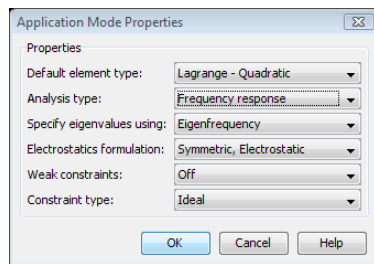 Application Mode Properties
Properties
Default element type: Lagrange - Quadratic
Analysis type: Frequency response
Specify eigenvalues using: Eigenfrequency
Electrostatics formulation: Symmetric, Electrostatic
Weak constraints: Off
Constraint type: Ideal
OK Cancel Help